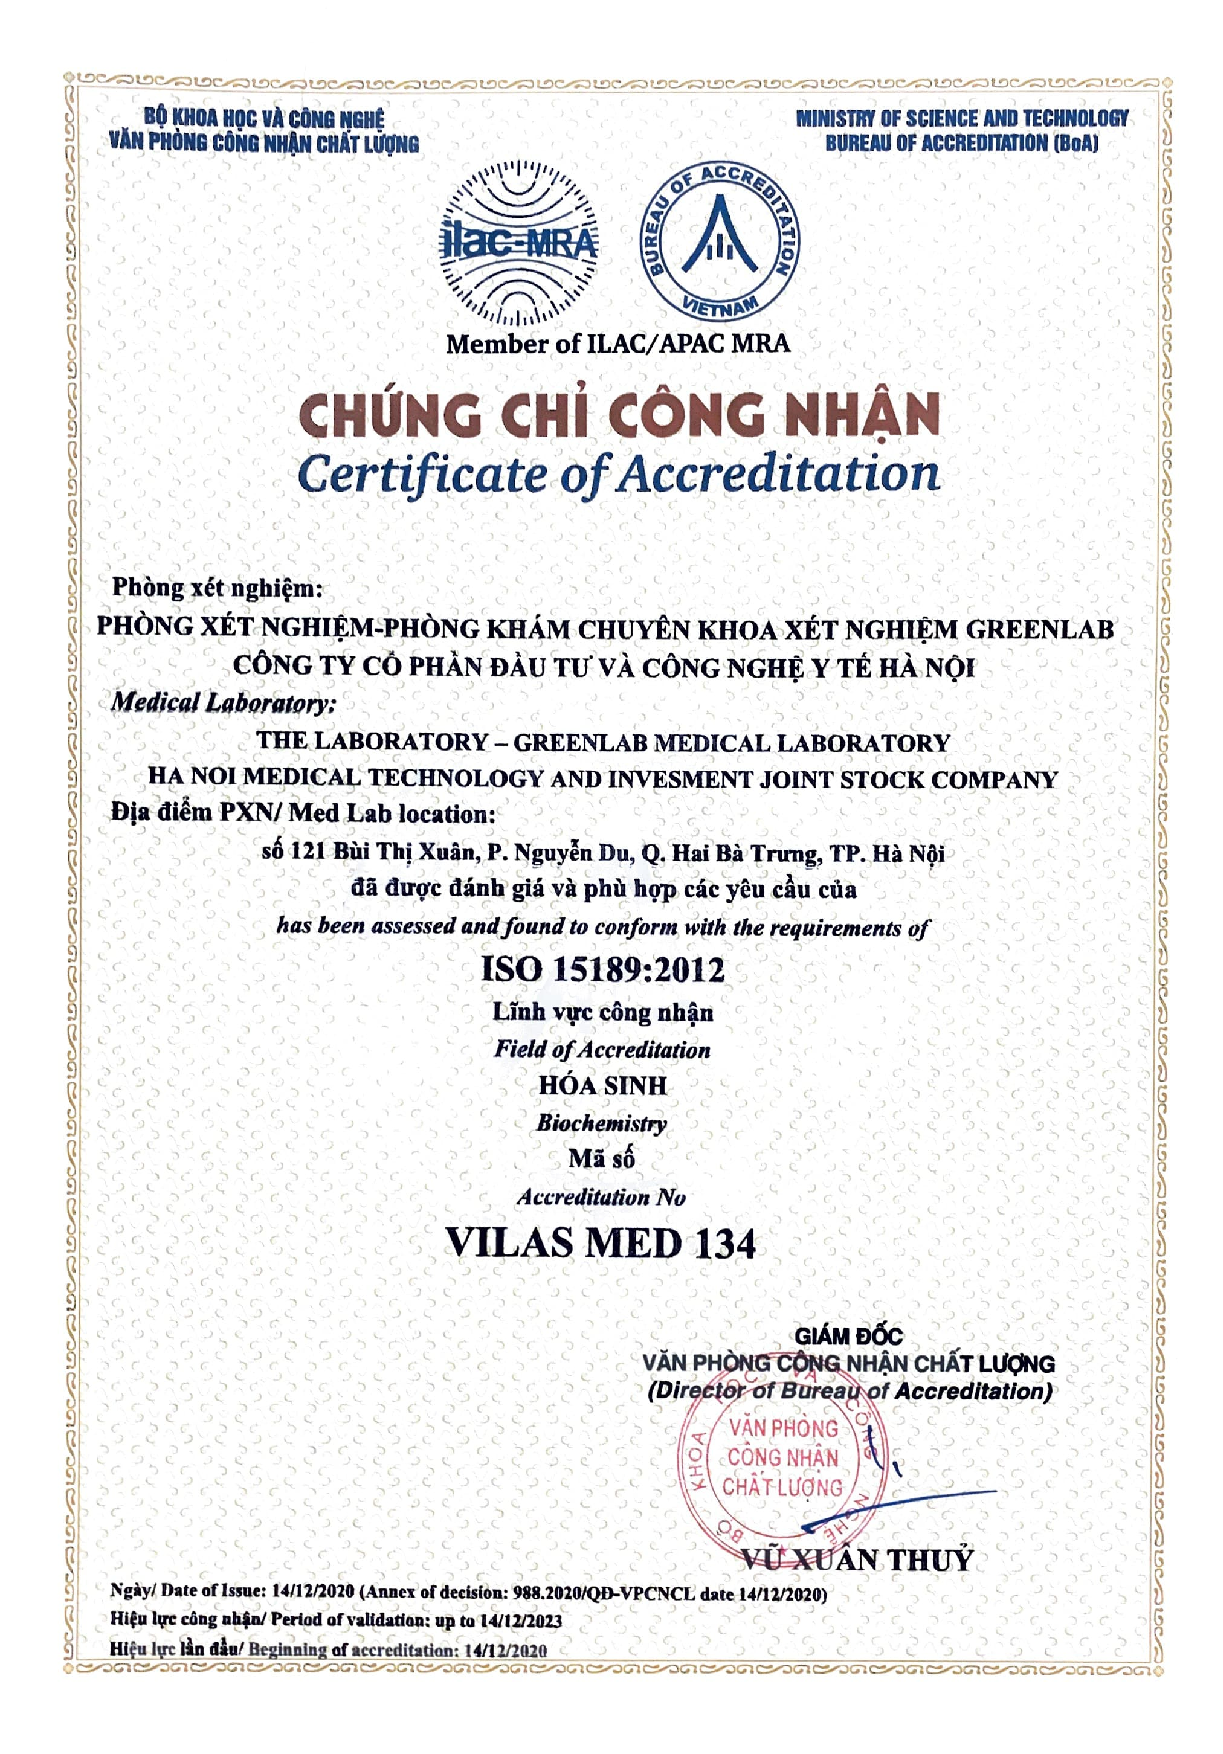 BỘ KHOA HỌC VÀ CÔNG NGHỆ
VĂN PHÒNG CÔNG NHẬN CHẤT LƯỢNG
MINISTRY OF SCIENCE AND TECHNOLOGY
BUREAU OF ACCREDITATION (BoA)
ilac-MRA
BUREAU OF ACCREDITATION
VIETNAM
Member of ILAC/APAC MRA
CHỨNG CHỈ CÔNG NHẬN
Certificate of Accreditation
Phòng xét nghiệm:
PHÒNG XÉT NGHIỆM-PHÒNG KHÁM CHUYÊN KHOA XÉT NGHIỆM GREENLAB
CÔNG TY CỔ PHẦN ĐẦU TƯ VÀ CÔNG NGHỆ Y TẾ HÀ NỘI
Medical Laboratory:
THE LABORATORY – GREENLAB MEDICAL LABORATORY
HA NOI MEDICAL TECHNOLOGY AND INVESMENT JOINT STOCK COMPANY
Địa điểm PXN/ Med Lab location:
số 121 Bùi Thị Xuân, P. Nguyễn Du, Q. Hai Bà Trưng, TP. Hà Nội
đã được đánh giá và phù hợp các yêu cầu của
has been assessed and found to conform with the requirements of
ISO 15189:2012
Lĩnh vực công nhận
Field of Accreditation
HÓA SINH
Biochemistry
Mã số
Accreditation No
VILAS MED 134
GIÁM ĐỐC
VĂN PHÒNG CÔNG NHẬN CHẤT LƯỢNG
(Director of Bureau of Accreditation)
BỘ KHOA HỌC VÀ CÔNG NGHỆ
VĂN PHÒNG
CÔNG NHẬN
CHẤT LƯỢNG
VŨ XUÂN THUỶ
Ngày/ Date of Issue: 14/12/2020 (Annex of decision: 988.2020/QĐ-VPCNCL date 14/12/2020)
Hiệu lực công nhận/ Period of validation: up to 14/12/2023
Hiệu lực lần đầu/ Beginning of accreditation: 14/12/2020